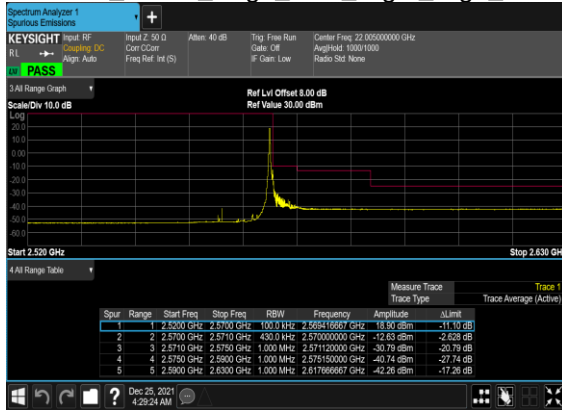 Spectrum Analyzer 1
Spurious Emissions
KEYSIGHT Input: RF Input Z: 50 Ω Atten: 40 dB Trig: Free Run Center Freq: 22.005000000 GHz
RL Coupling: DC Corr CCorr Gate: Off Avg|Hold: 1000/1000
Align: Auto Freq Ref: Int (S) IF Gain: Low Radio Std: None
PASS
3 All Range Graph Ref Lvl Offset 8.00 dB
Scale/Div 10.0 dB Ref Value 30.00 dBm
Log
20.0
10.0
0.00
-10.0
-20.0
-30.0
-40.0
-50.0
-60.0
Start 2.520 GHz Stop 2.630 GH
4 All Range Table
Measure Trace Trace 1
Trace Type Trace Average (Active)
Spur Range Start Freq Stop Freq RBW Frequency Amplitude ΔLimit
1 1 2.5200 GHz 2.5700 GHz 100.0 kHz 2.569416667 GHz 18.90 dBm -11.10 dB
2 2 2.5700 GHz 2.5710 GHz 430.0 kHz 2.570000000 GHz -12.63 dBm -2.628 dB
3 3 2.5710 GHz 2.5750 GHz 1.000 MHz 2.571120000 GHz -30.79 dBm -20.79 dB
4 4 2.5750 GHz 2.5900 GHz 1.000 MHz 2.575150000 GHz -40.74 dBm -27.74 dB
5 5 2.5900 GHz 2.6300 GHz 1.000 MHz 2.617666667 GHz -42.26 dBm -17.26 dB
Dec 25, 2021
4:29:24 AM